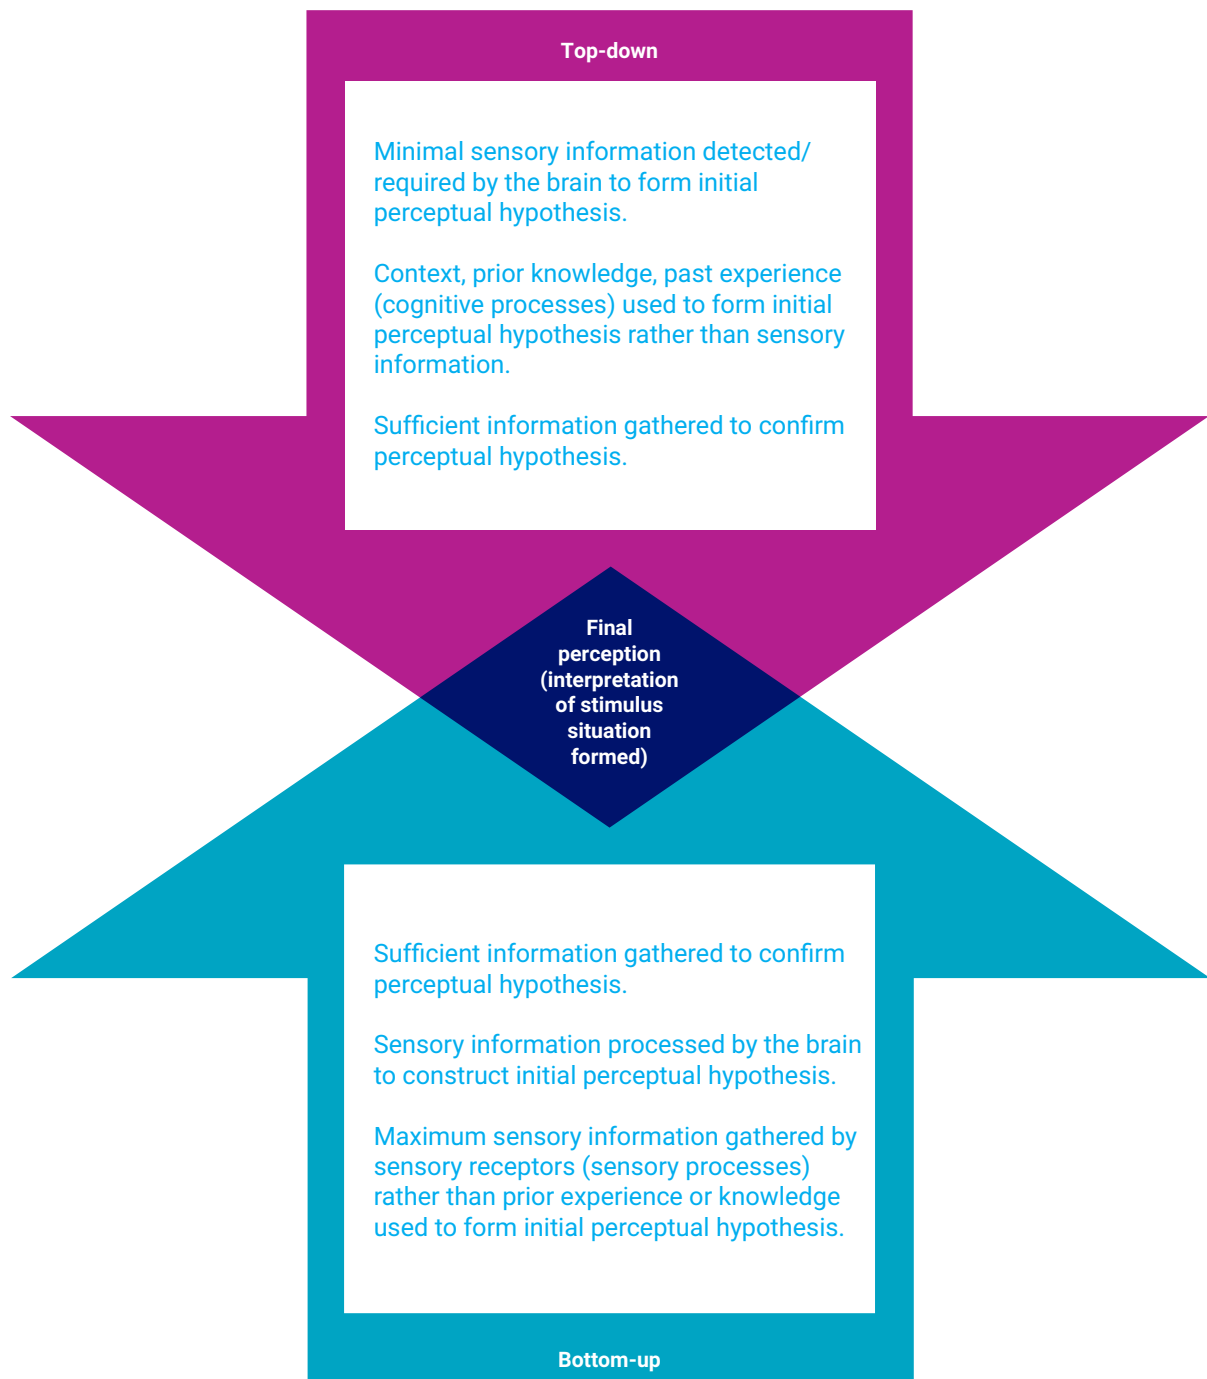 Top-down
Minimal sensory information detected/
required by the brain to form initial
perceptual hypothesis.
Context, prior knowledge, past experience
(cognitive processes) used to form initial
perceptual hypothesis rather than sensory
information.
Sufficient information gathered to confirm
perceptual hypothesis.
Final
perception
(interpretation
of stimulus
situation
formed)
Sufficient information gathered to confirm
perceptual hypothesis.
Sensory information processed by the brain
to construct initial perceptual hypothesis.
Maximum sensory information gathered by
sensory receptors (sensory processes)
rather than prior experience or knowledge
used to form initial perceptual hypothesis.
Bottom-up